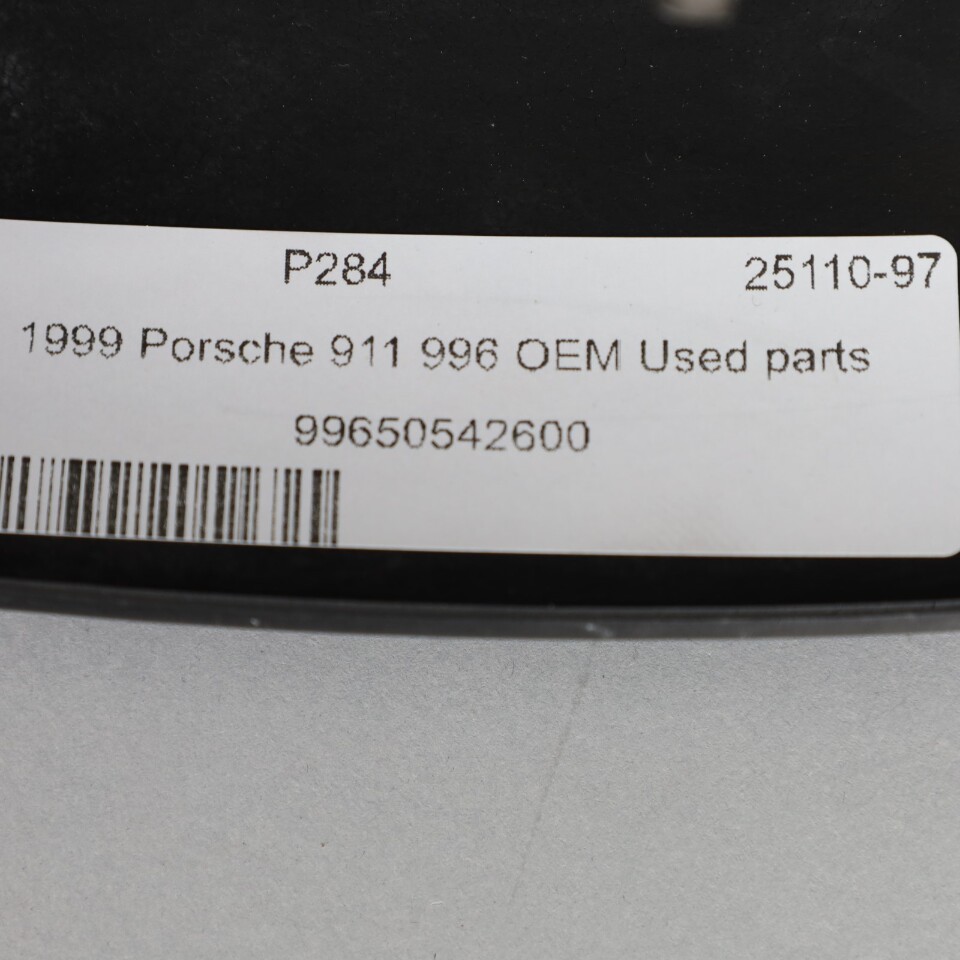 P284 25110-97
1999 Porsche 911 996 OEM Used parts
99650542600